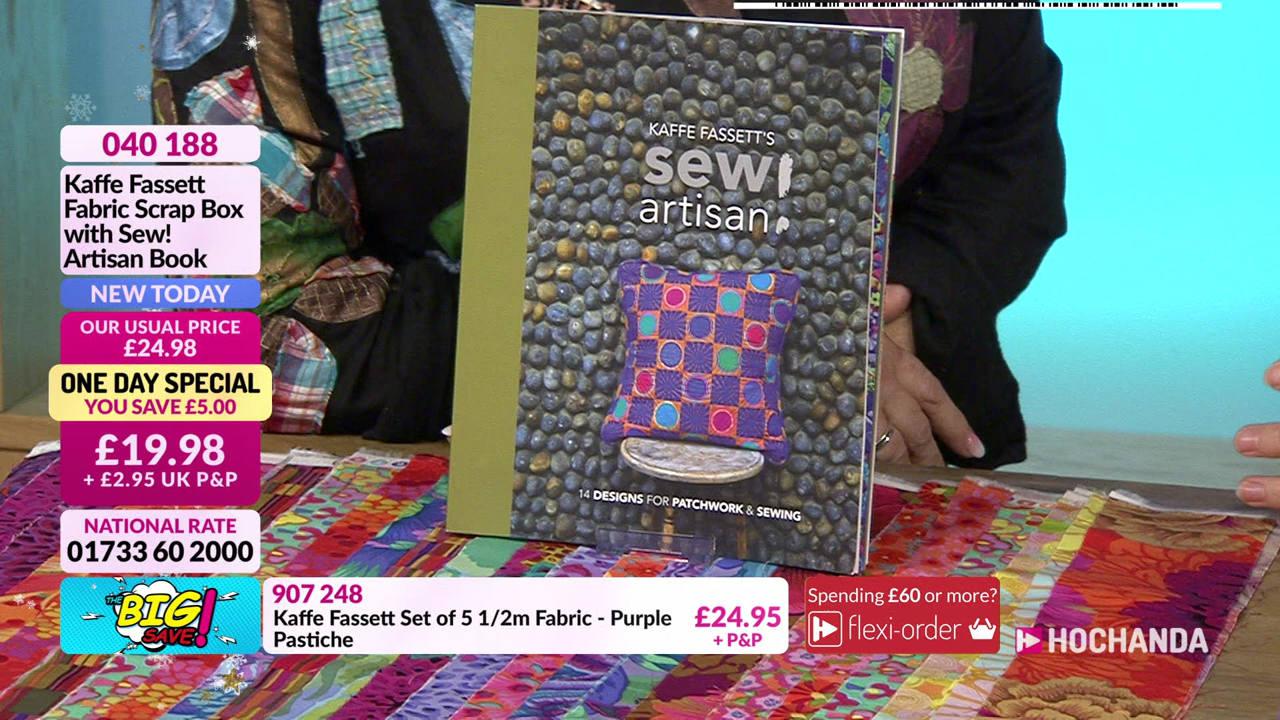 KAFFE FASSETT'S
sew!
artisan
14 DESIGNS FOR PATCHWORK & SEWING
040 188
Kaffe Fassett
Fabric Scrap Box
with Sew!
Artisan Book
NEW TODAY
OUR USUAL PRICE
£24.98
ONE DAY SPECIAL
YOU SAVE £5.00
£19.98
+ £2.95 UK P&P
NATIONAL RATE
01733 60 2000
THE
BIG
SAVE!
907 248
Kaffe Fassett Set of 5 1/2m Fabric - Purple
Pastiche
£24.95
+ P&P
Spending £60 or more?
flexi-order
HOCHANDA